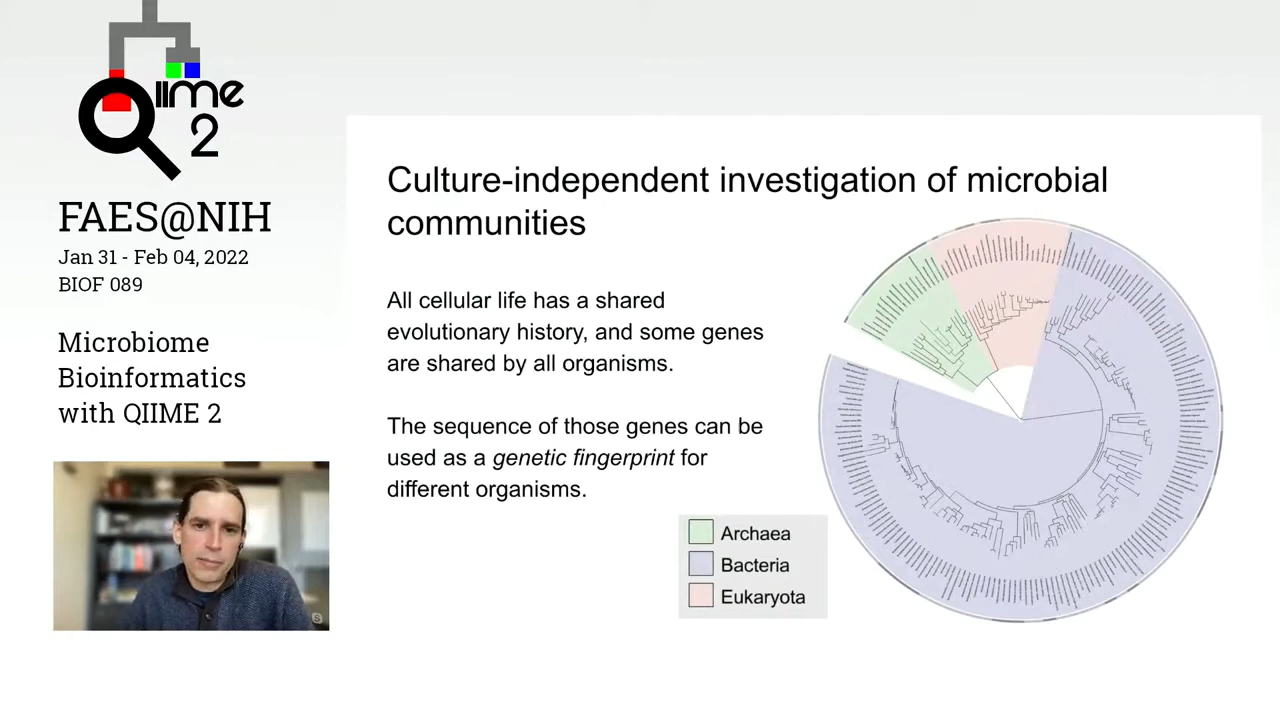 QIIME
2
FAES@NIH
Jan 31 - Feb 04, 2022
BIOF 089
Microbiome
Bioinformatics
with QIIME 2
Culture-independent investigation of microbial
communities
All cellular life has a shared
evolutionary history, and some genes
are shared by all organisms.
The sequence of those genes can be
used as a genetic fingerprint for
different organisms.
Archaea
Bacteria
Eukaryota